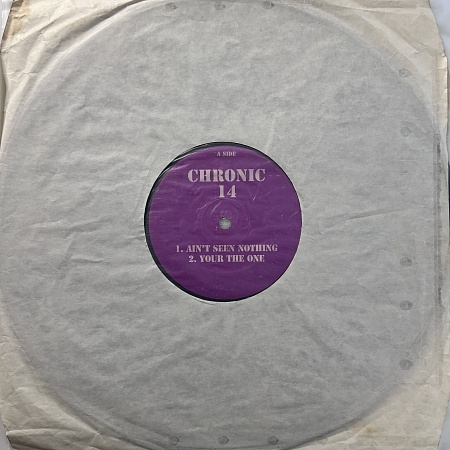 A SIDE
CHRONIC
14
1. AIN'T SEEN NOTHING
2. YOUR THE ONE